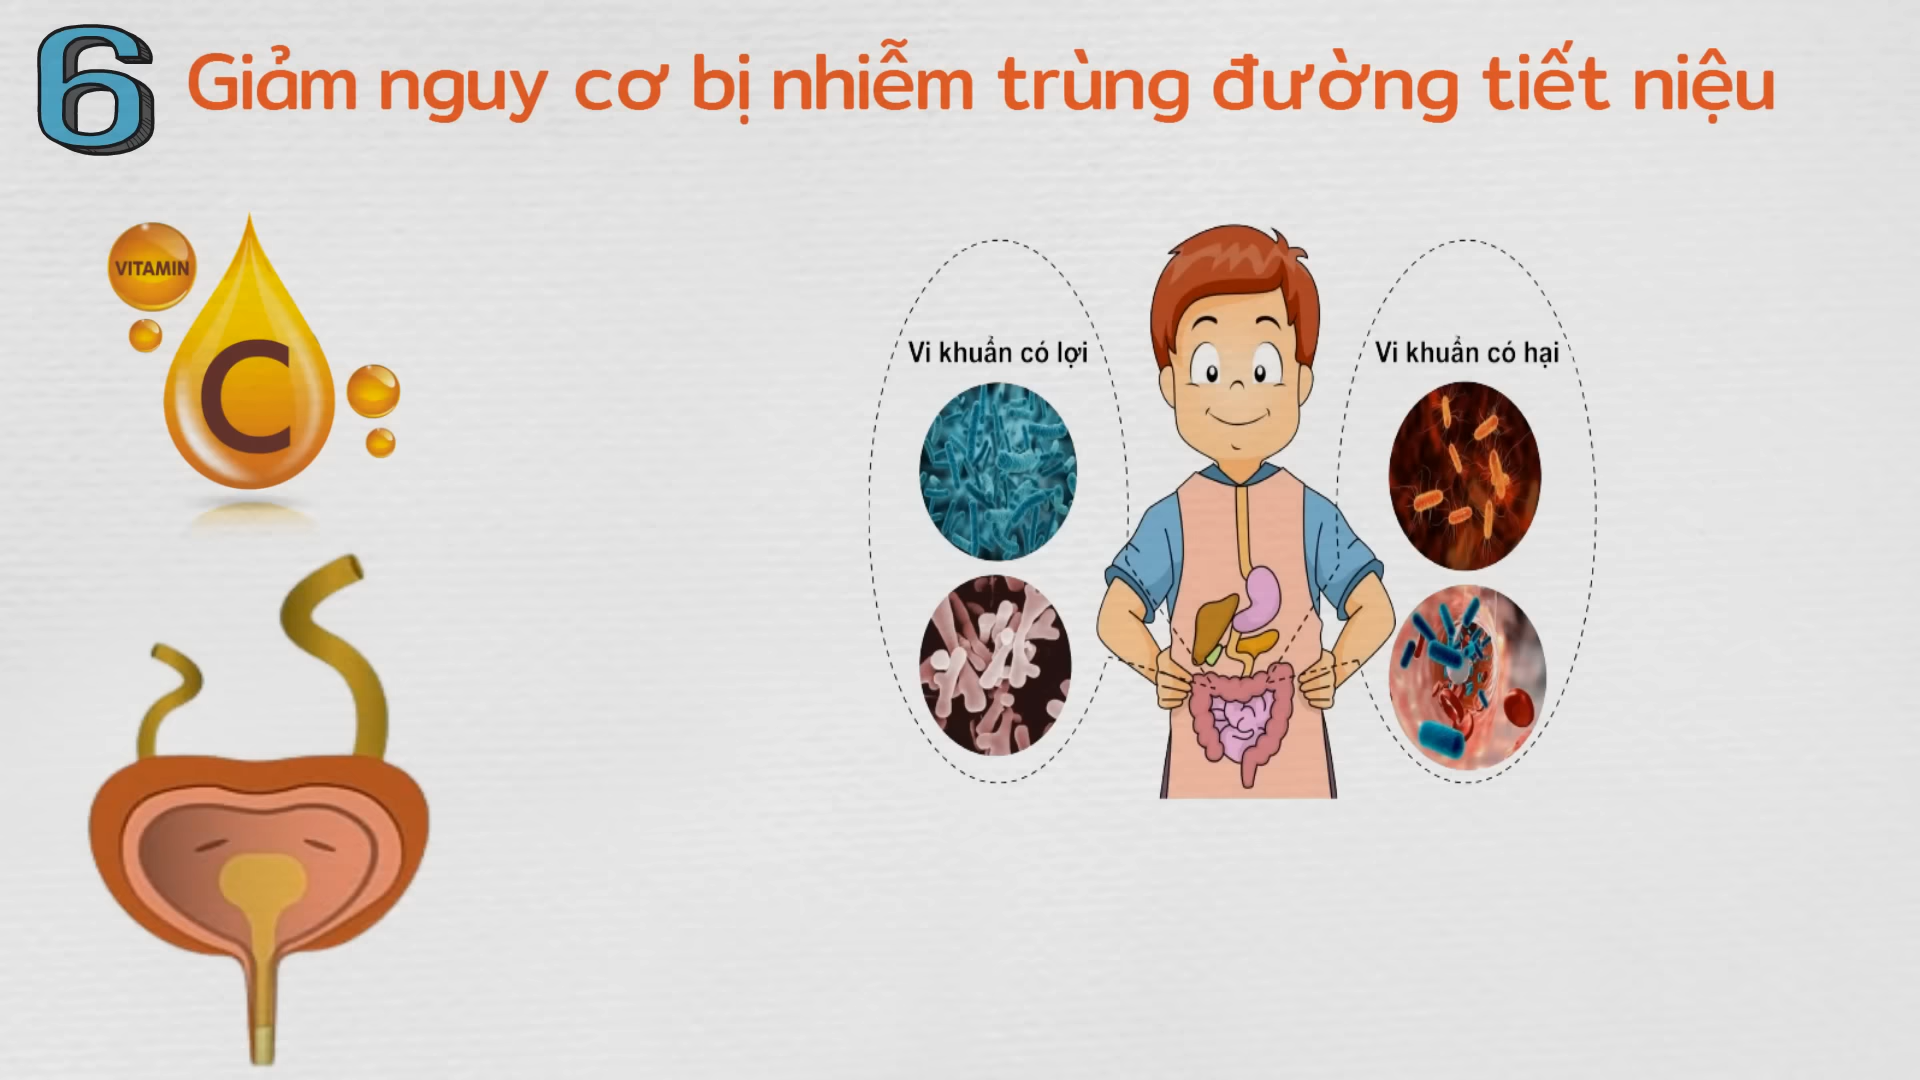 6 Giảm nguy cơ bị nhiễm trùng đường tiết niệu
VITAMIN
C
Vi khuẩn có lợi
Vi khuẩn có hại